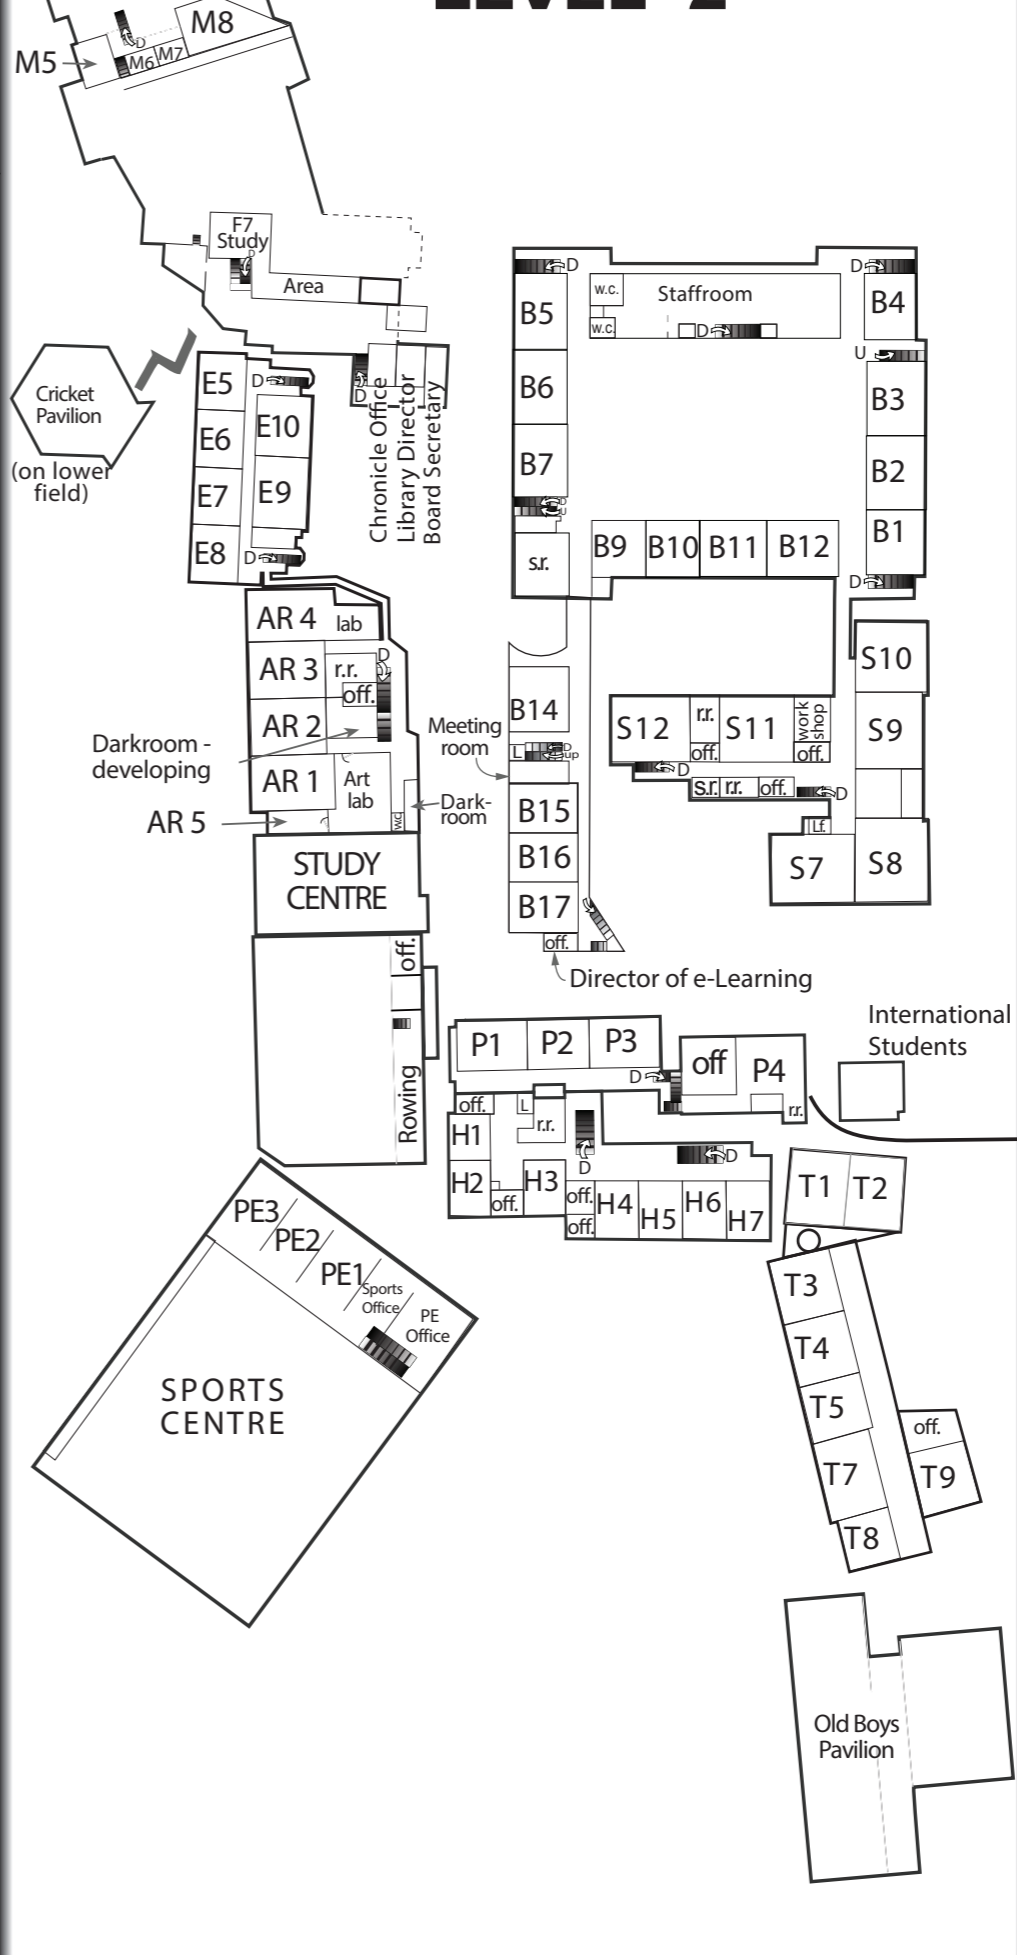 LEVEL 2
M8
M5
D
M6
M7
F7
Study
D
Area
Cricket
Pavilion
(on lower
field)
E5
D
E6
E10
E7
E9
E8
D
D
Chronicle Office
Library Director
Board Secretary
B5
D
w.c.
w.c.
Staffroom
D
D
B4
U
B6
B3
B7
B2
D
U
B1
s.r.
B9
B10
B11
B12
D
AR 4
lab
AR 3
r.r.
D
off.
AR 2
Darkroom -
developing
AR 1
Art
lab
w.c
Dark-
room
AR 5
STUDY
CENTRE
Meeting
room
B14
L
D
up
B15
B16
B17
off.
Director of e-Learning
S10
S12
r.r.
off.
S11
work
shop
off.
S9
D
s.r.
r.r.
off.
D
Lf.
S7
S8
off.
Rowing
P1
P2
P3
D
off
P4
r.r.
International
Students
off.
L
r.r.
H1
H2
off.
H3
D
off.
off.
H4
H5
H6
H7
D
T1
T2
T3
T4
T5
T7
T8
off.
T9
PE3
PE2
PE1
Sports
Office
PE
Office
SPORTS
CENTRE
Old Boys
Pavilion